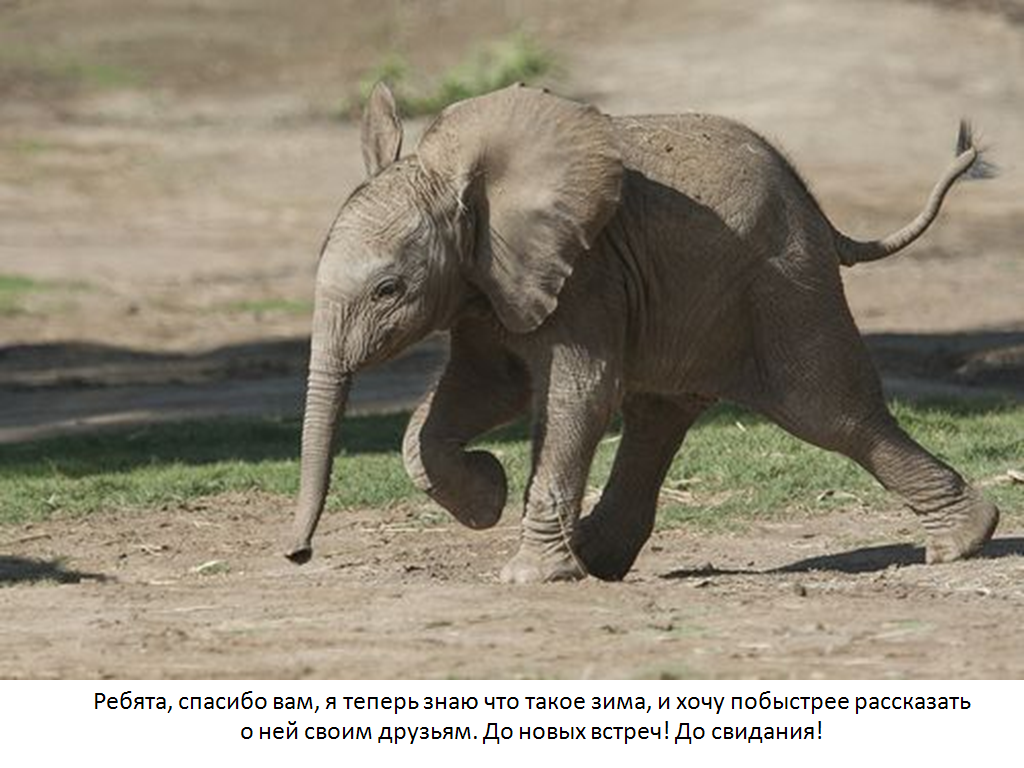 Ребята, спасибо вам, я теперь знаю что такое зима, и хочу побыстрее рассказать
о ней своим друзьям. До новых встреч! До свидания!